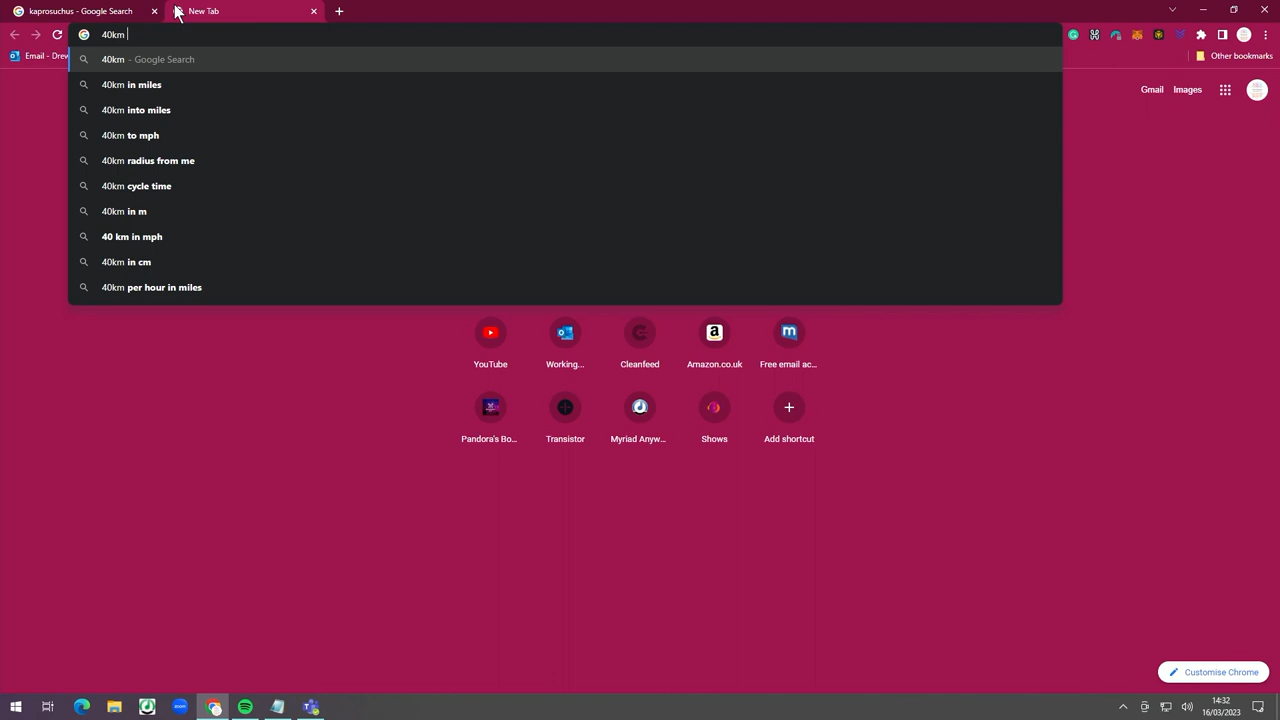 kaprosuchus - Google Search
New Tab
40km
Email - Drew
Other bookmarks
40km - Google Search
40km in miles
40km into miles
40km to mph
40km radius from me
40km cycle time
40km in m
40 km in mph
40km in cm
40km per hour in miles
Gmail Images
YouTube
Working...
Cleanfeed
Amazon.co.uk
Free email ac...
Pandora's Bo...
Transistor
Myriad Anyw...
Shows
Add shortcut
Customise Chrome
14:32
16/03/2023